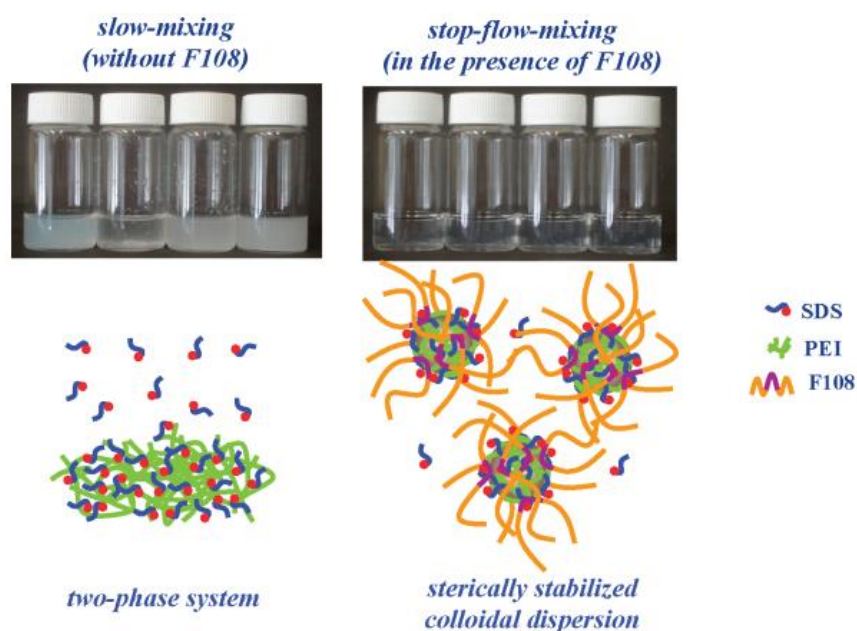 slow-mixing
(without F108)
stop-flow-mixing
(in the presence of F108)
SDS
PEI
F108
two-phase system
sterically stabilized
colloidal dispersion